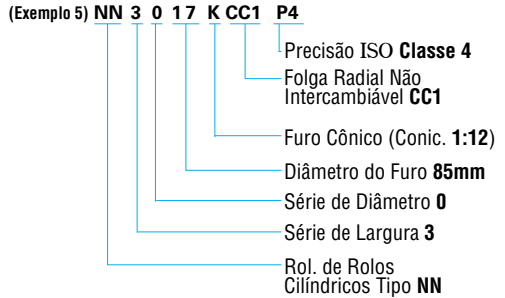 (Exemplo 5) NN 3 0 17 K CC1 P4
Precisão ISO Classe 4
Folga Radial Não
Intercambiável CC1
Furo Cônico (Conic. 1:12)
Diâmetro do Furo 85mm
Série de Diâmetro 0
Série de Largura 3
Rol. de Rolos
Cilíndricos Tipo NN